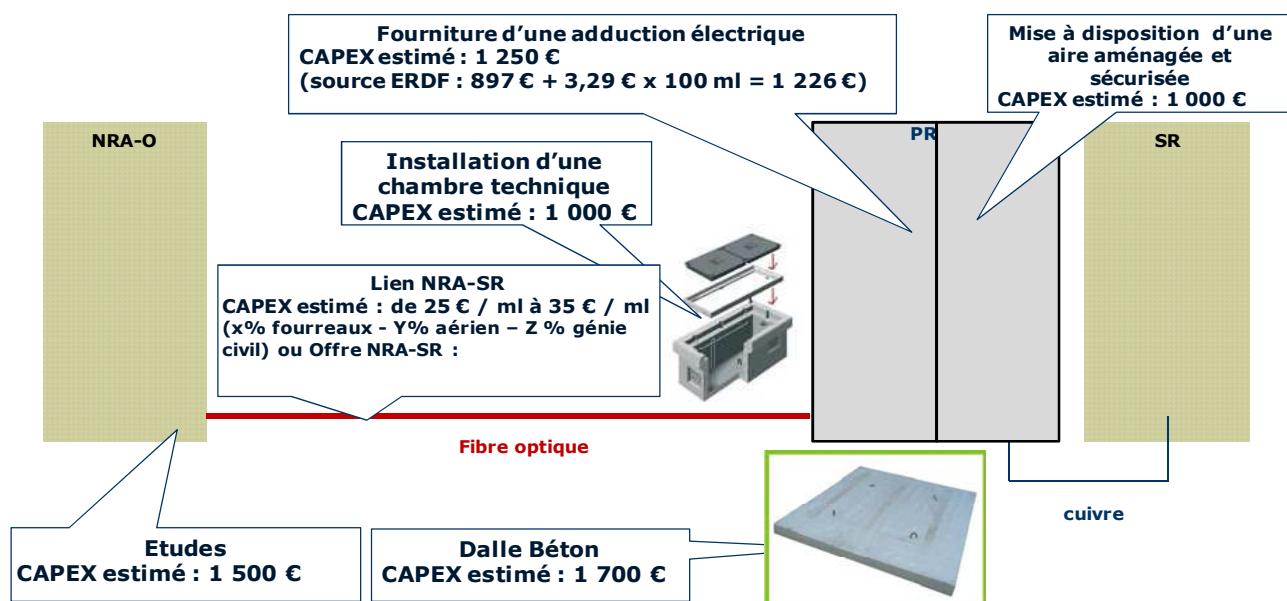 Fourniture d’une adduction électrique
CAPEX estimé : 1 250 €
(source ERDF : 897 € + 3,29 € x 100 ml = 1 226 €)
Mise à disposition d’une
aire aménagée et
sécurisée
CAPEX estimé : 1 000 €
NRA-O
PR
SR
Installation d’une
chambre technique
CAPEX estimé : 1 000 €
Lien NRA-SR
CAPEX estimé : de 25 € / ml à 35 € / ml
(x% fourreaux - Y% aérien – Z % génie
civil) ou Offre NRA-SR :
Fibre optique
cuivre
Etudes
CAPEX estimé : 1 500 €
Dalle Béton
CAPEX estimé : 1 700 €